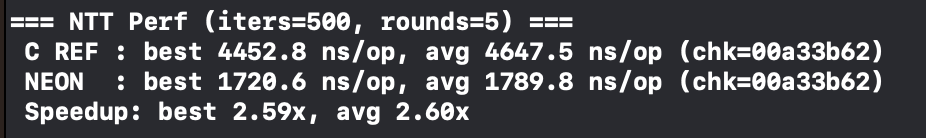 === NTT Perf (iters=500, rounds=5) ===
C REF : best 4452.8 ns/op, avg 4647.5 ns/op (chk=00a33b62)
NEON  : best 1720.6 ns/op, avg 1789.8 ns/op (chk=00a33b62)
Speedup: best 2.59x, avg 2.60x